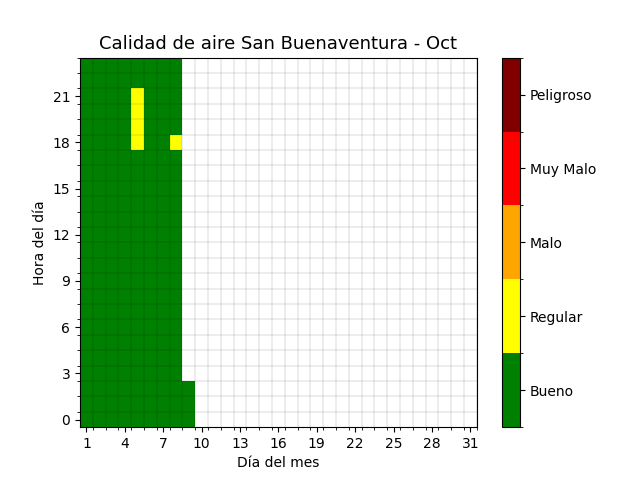 Calidad de aire San Buenaventura - Oct
Hora del día
21
18
15
12
9
6
3
0
1 4 7 10 13 16 19 22 25 28 31
Día del mes
Peligroso
Muy Malo
Malo
Regular
Bueno